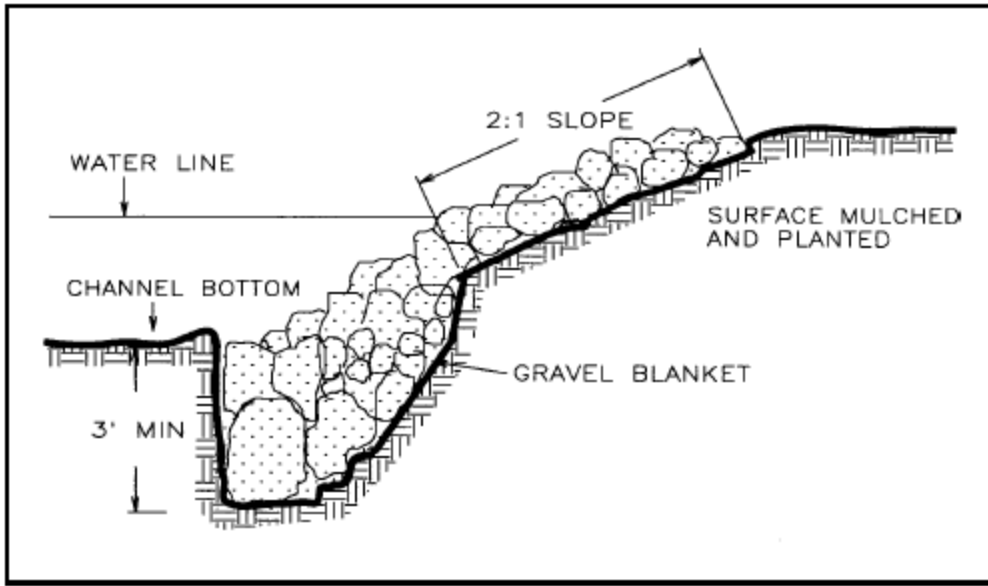 2:1 SLOPE
WATER LINE
SURFACE MULCHED
AND PLANTED
CHANNEL BOTTOM
GRAVEL BLANKET
3' MIN